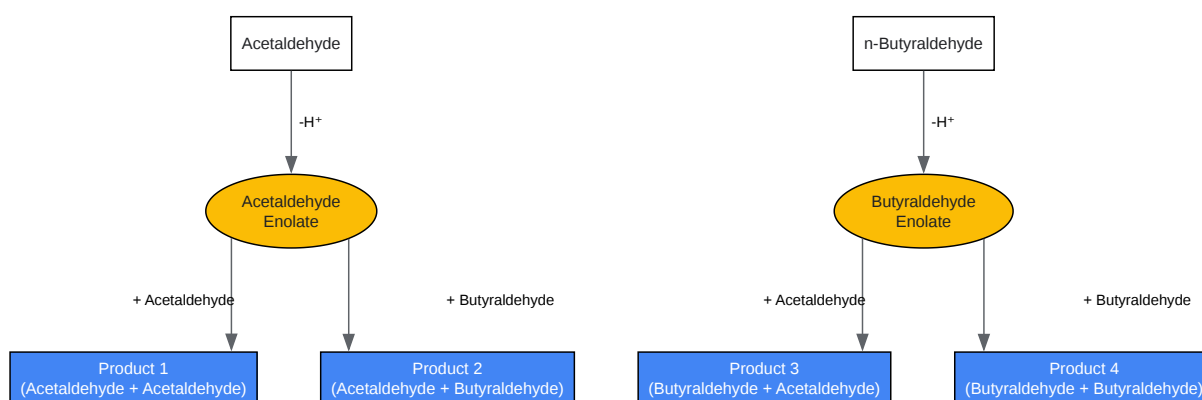 Acetaldehyde
n-Butyraldehyde
-H⁺
-H⁺
Acetaldehyde
Enolate
Butyraldehyde
Enolate
+ Acetaldehyde
+ Butyraldehyde
+ Acetaldehyde
+ Butyraldehyde
Product 1
(Acetaldehyde + Acetaldehyde)
Product 2
(Acetaldehyde + Butyraldehyde)
Product 3
(Butyraldehyde + Acetaldehyde)
Product 4
(Butyraldehyde + Butyraldehyde)